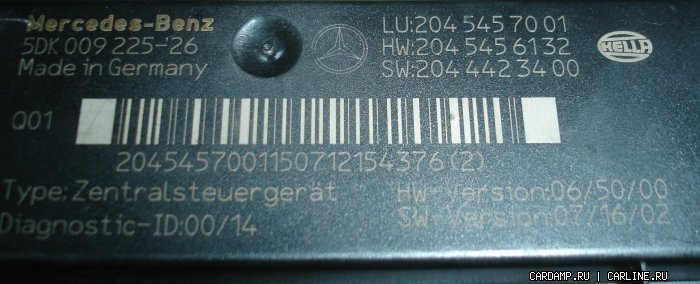 Mercedes-Benz
5DK 009 225-26
Made in Germany
LU:204 545 70 01
HW:204 545 61 32
SW:204 442 34 00
HELLA
Q01
2045457001150712154376(2)
Type:Zentralsteuergerät
HW-Version:06/50/00
Diagnostic-ID:00/14
SW-Version:07/16/02
CARDAMP.RU | CARLINE.RU